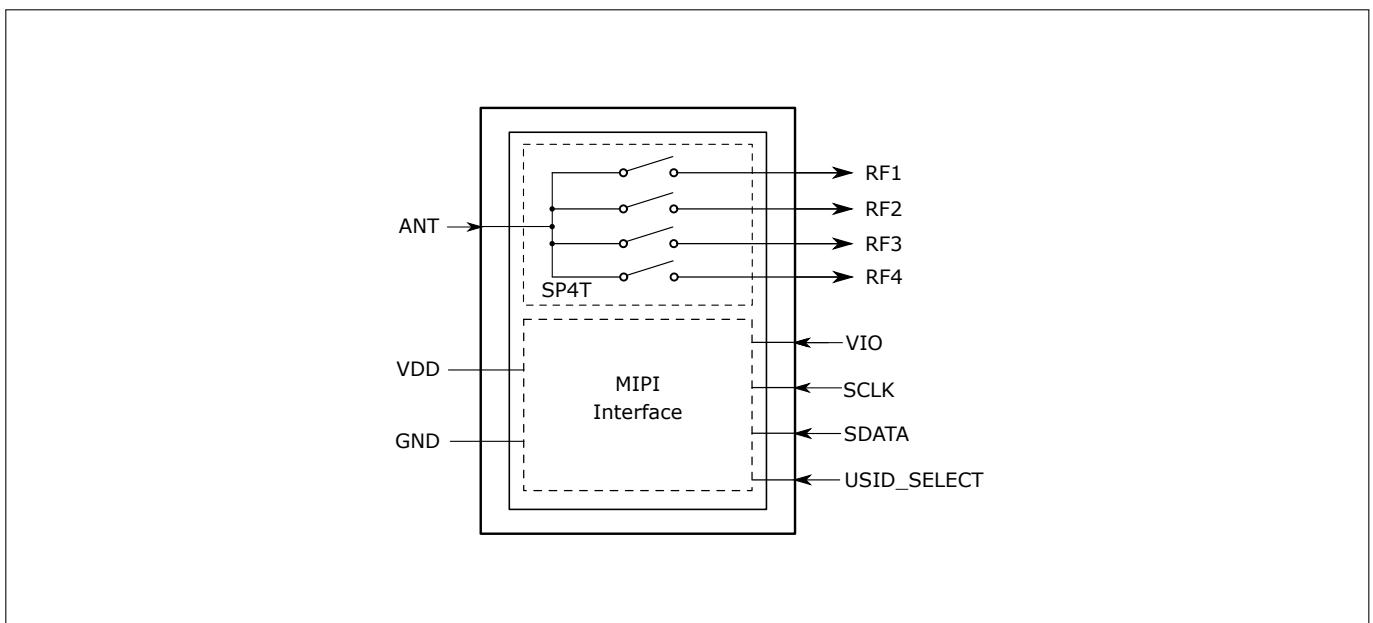 RF1
RF2
ANT
RF3
RF4
SP4T
VIO
VDD
MIPI
Interface
SCLK
GND
SDATA
USID_SELECT